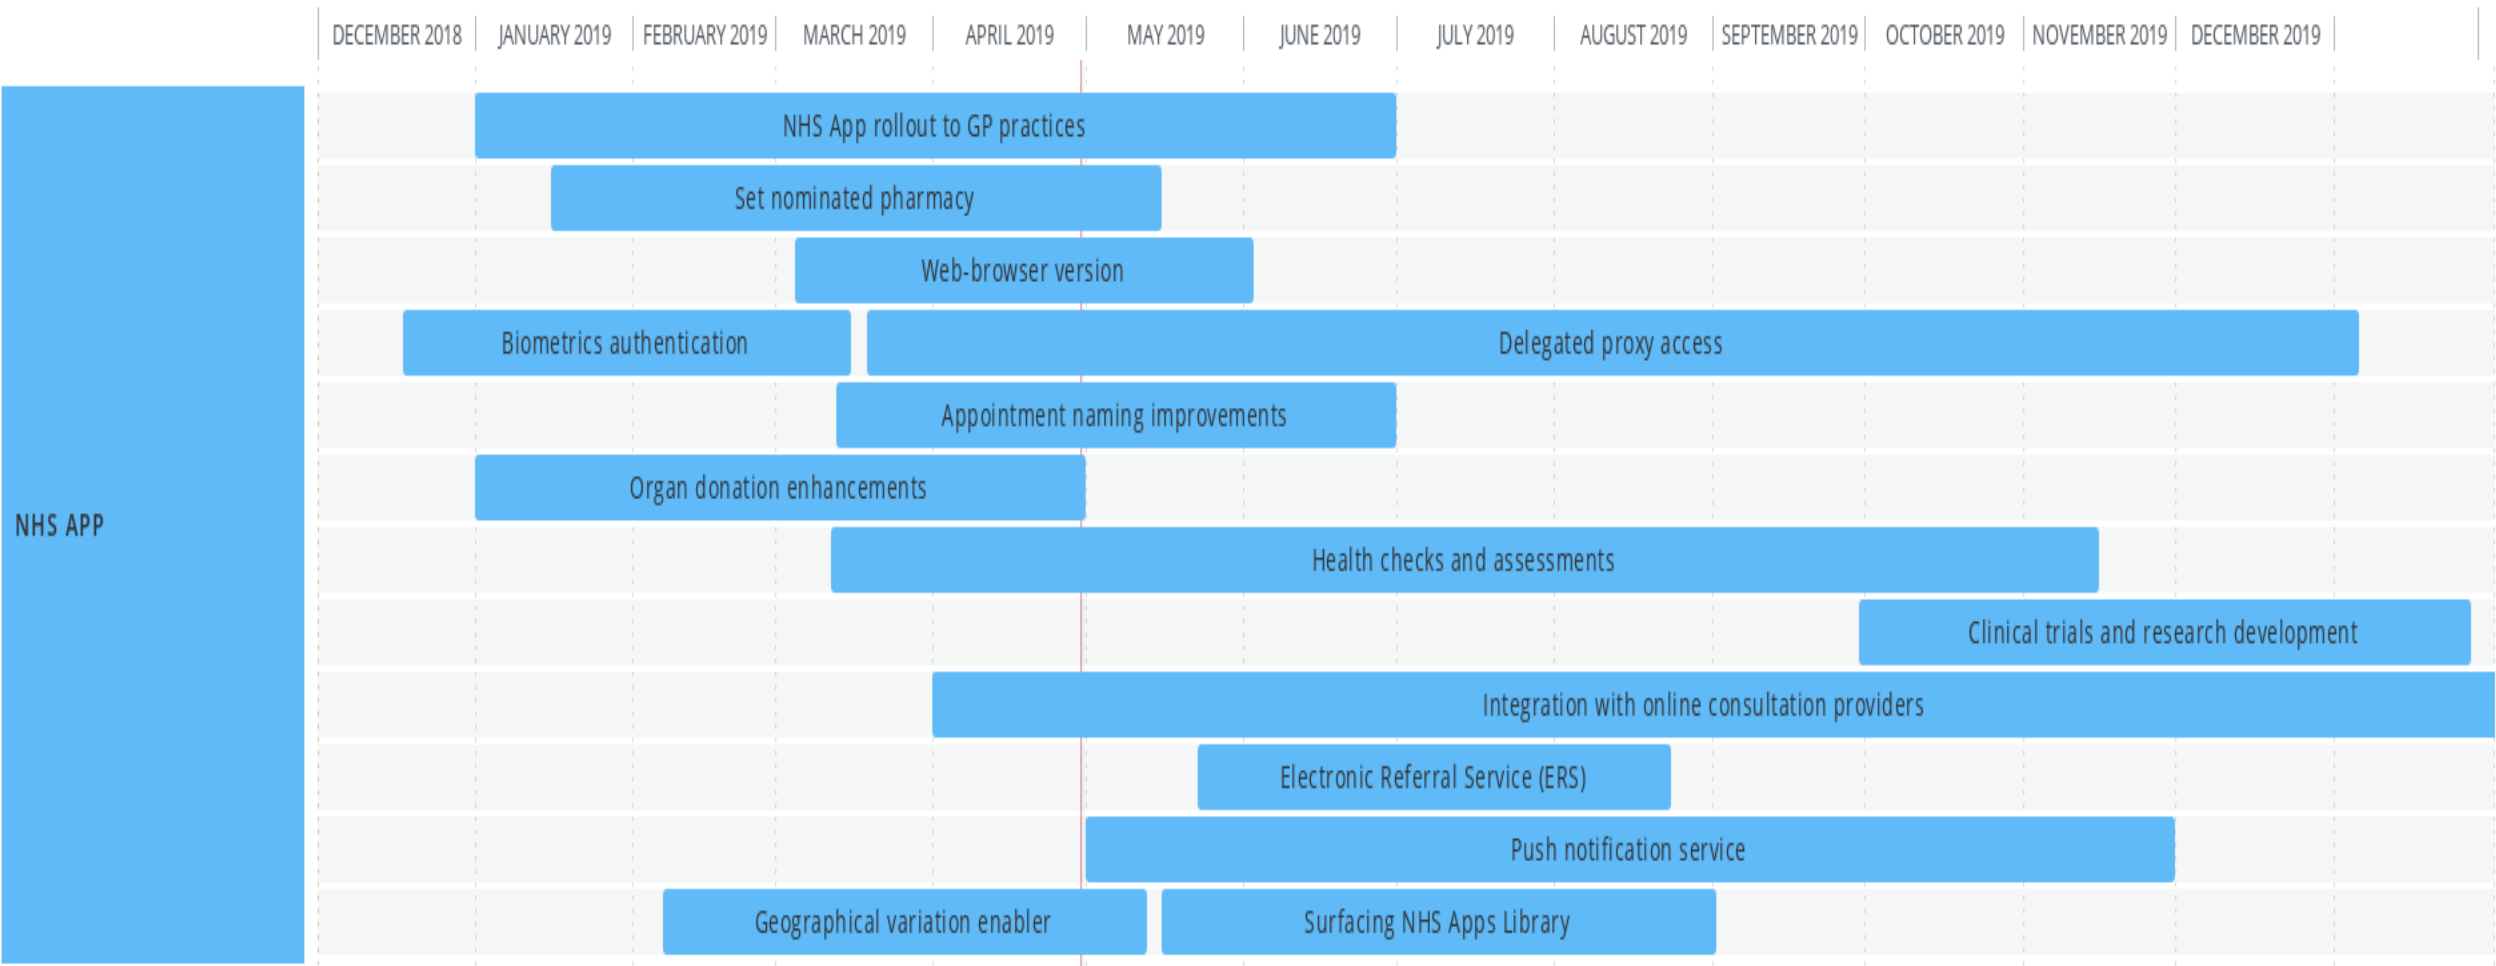 DECEMBER 2018 JANUARY 2019 FEBRUARY 2019 MARCH 2019 APRIL 2019 MAY 2019 JUNE 2019 JULY 2019 AUGUST 2019 SEPTEMBER 2019 OCTOBER 2019 NOVEMBER 2019 DECEMBER 2019
NHS App rollout to GP practices
Set nominated pharmacy
Web-browser version
Biometrics authentication Delegated proxy access
Appointment naming improvements
Organ donation enhancements
NHS APP
Health checks and assessments
Clinical trials and research development
Integration with online consultation providers
Electronic Referral Service (ERS)
Push notification service
Geographical variation enabler Surfacing NHS Apps Library